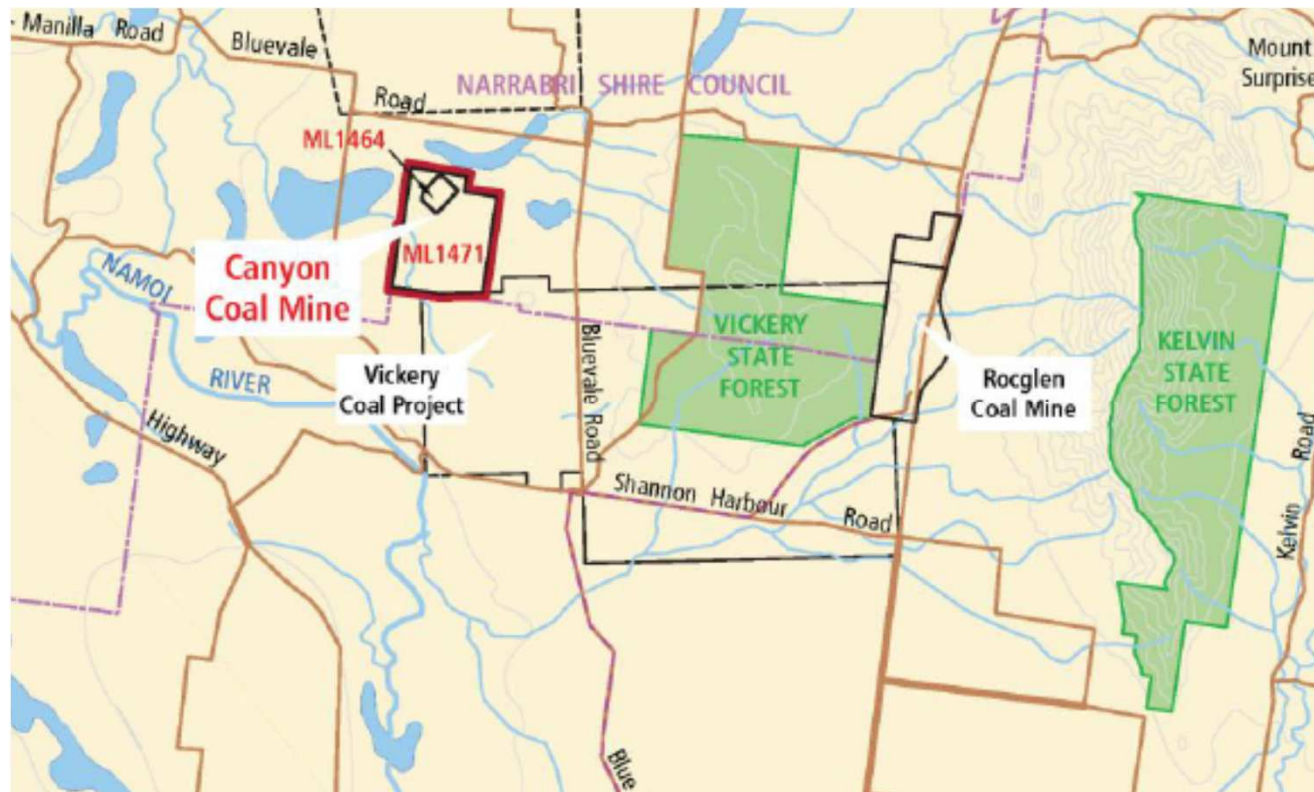 Manilla Road
Bluevale
Road
NARRABRI SHIRE COUNCIL
Mount
Surprise
ML1464
ML1471
Canyon
Coal Mine
NAMOI
RIVER
Vickery
Coal Project
Bluevale Road
VICKERY
STATE
FOREST
Rocglen
Coal Mine
KELVIN
STATE
FOREST
Highway
Shannon Harbour Road
Kelvin Road
Blue